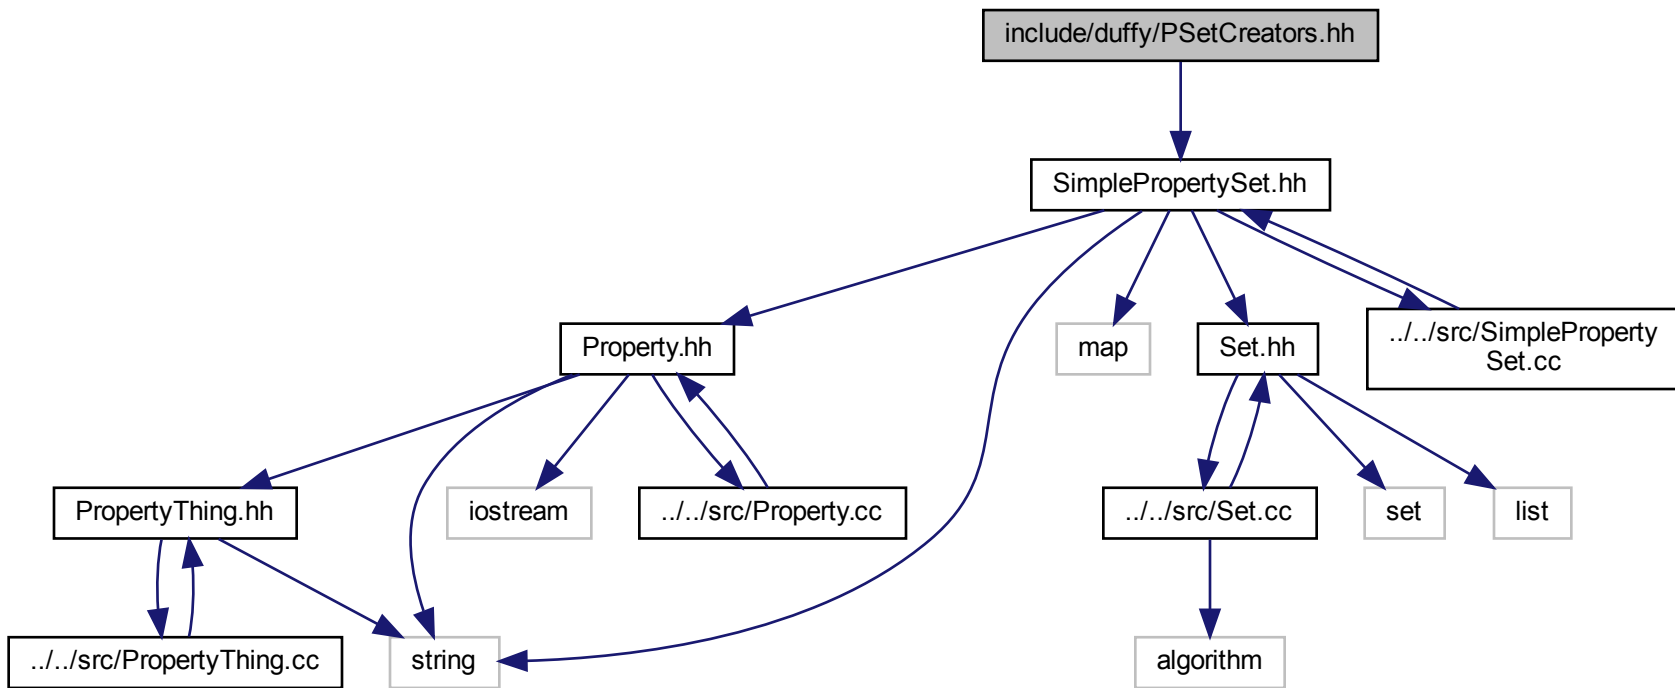 include/duffy/PSetCreators.hh
SimplePropertySet.hh
Property.hh
map
Set.hh
../../src/SimpleProperty
Set.cc
PropertyThing.hh
iostream
../../src/Property.cc
../../src/Set.cc
set
list
../../src/PropertyThing.cc
string
algorithm